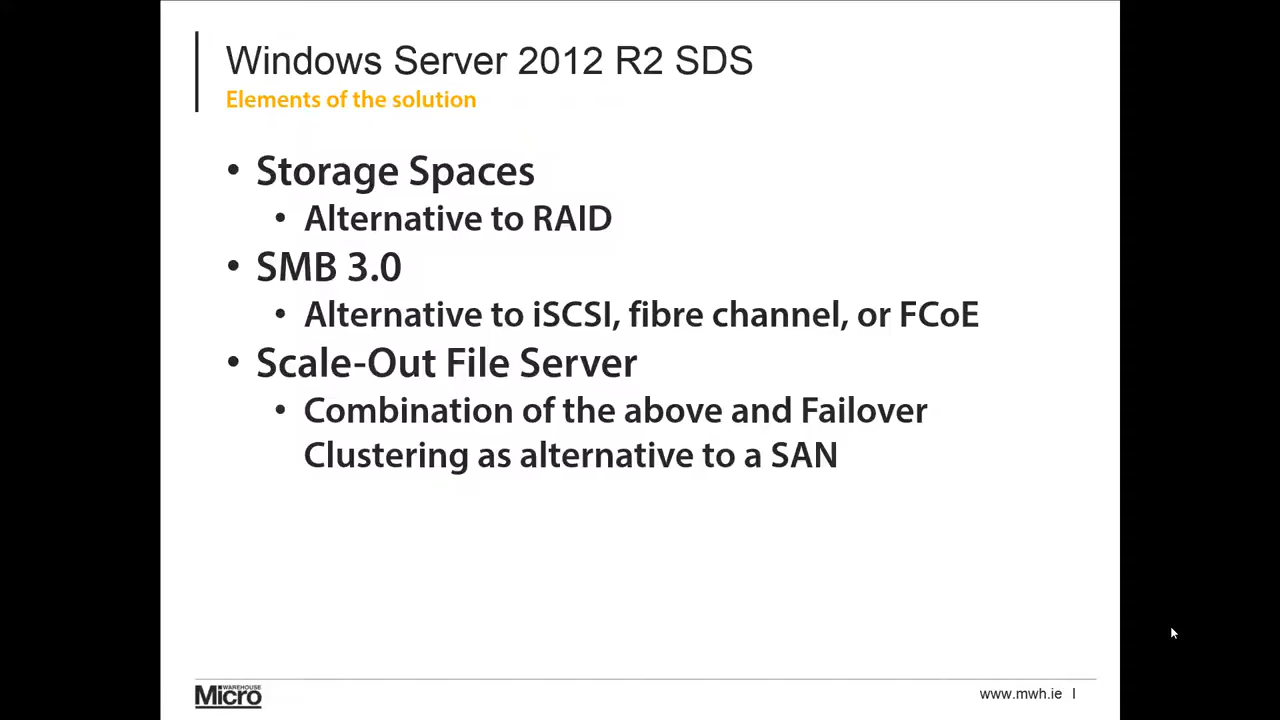 Windows Server 2012 R2 SDS
Elements of the solution
• Storage Spaces
• Alternative to RAID
• SMB 3.0
• Alternative to iSCSI, fibre channel, or FCoE
• Scale-Out File Server
• Combination of the above and Failover
Clustering as alternative to a SAN
WAREHOUSE
Micro
www.mwh.ie |